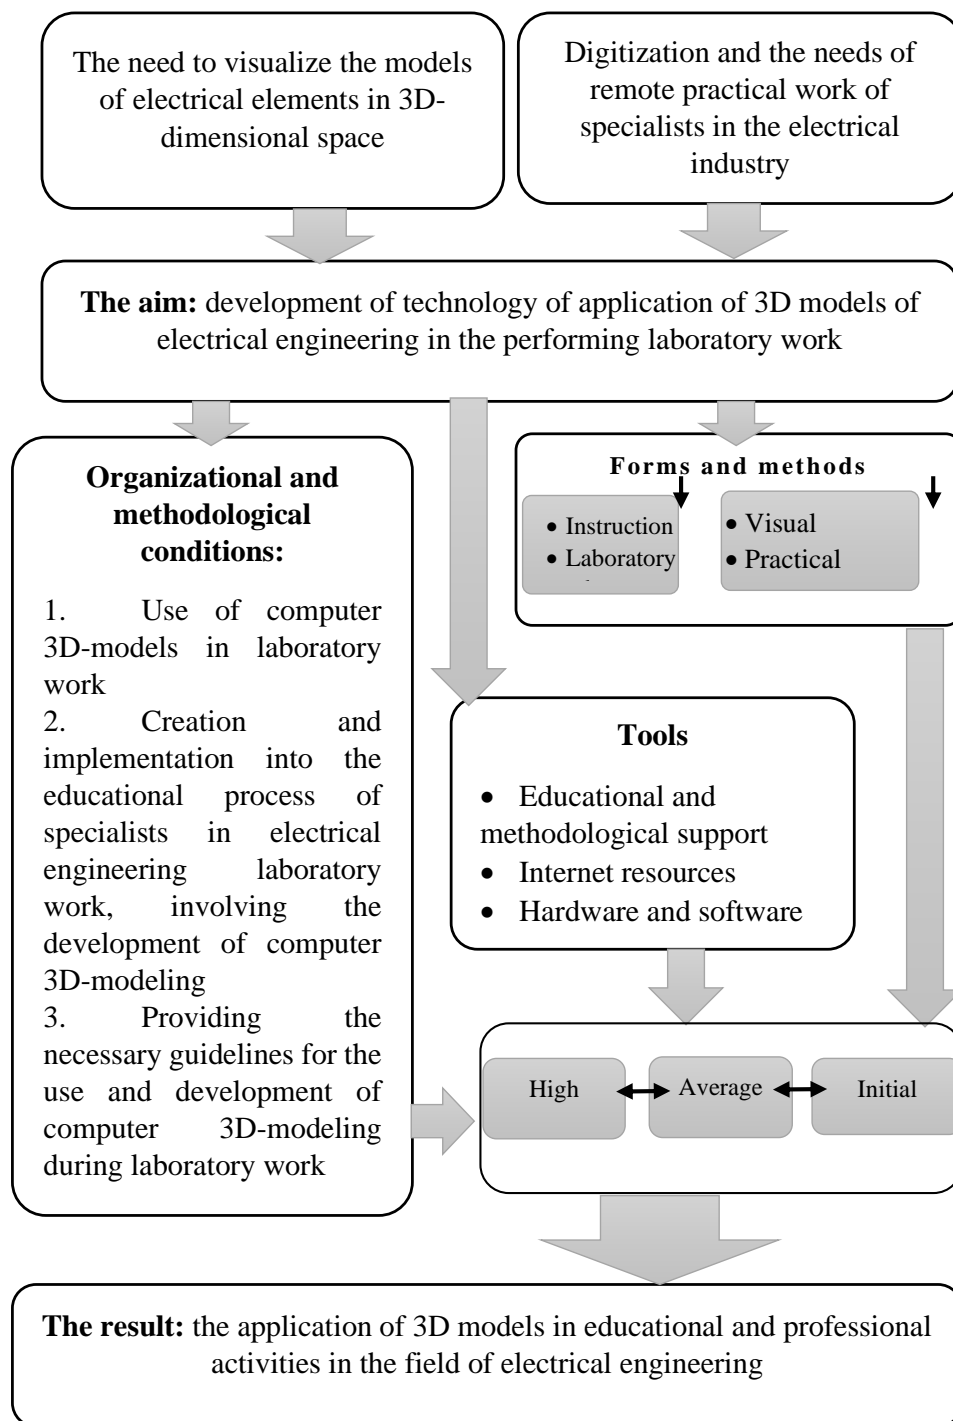 The need to visualize the models
of electrical elements in 3D-
dimensional space
Digitization and the needs of
remote practical work of
specialists in the electrical
industry
The aim: development of technology of application of 3D models of
electrical engineering in the performing laboratory work
Organizational and
methodological
conditions:
1. Use of computer
3D-models in laboratory
work
2. Creation and
implementation into the
educational process of
specialists in electrical
engineering laboratory
work, involving the
development of computer
3D-modeling
3. Providing the
necessary guidelines for the
use and development of
computer 3D-modeling
during laboratory work
Forms and methods
• Instruction
• Laboratory
• Visual
• Practical
Tools
• Educational and
methodological support
• Internet resources
• Hardware and software
High
Average
Initial
The result: the application of 3D models in educational and professional
activities in the field of electrical engineering